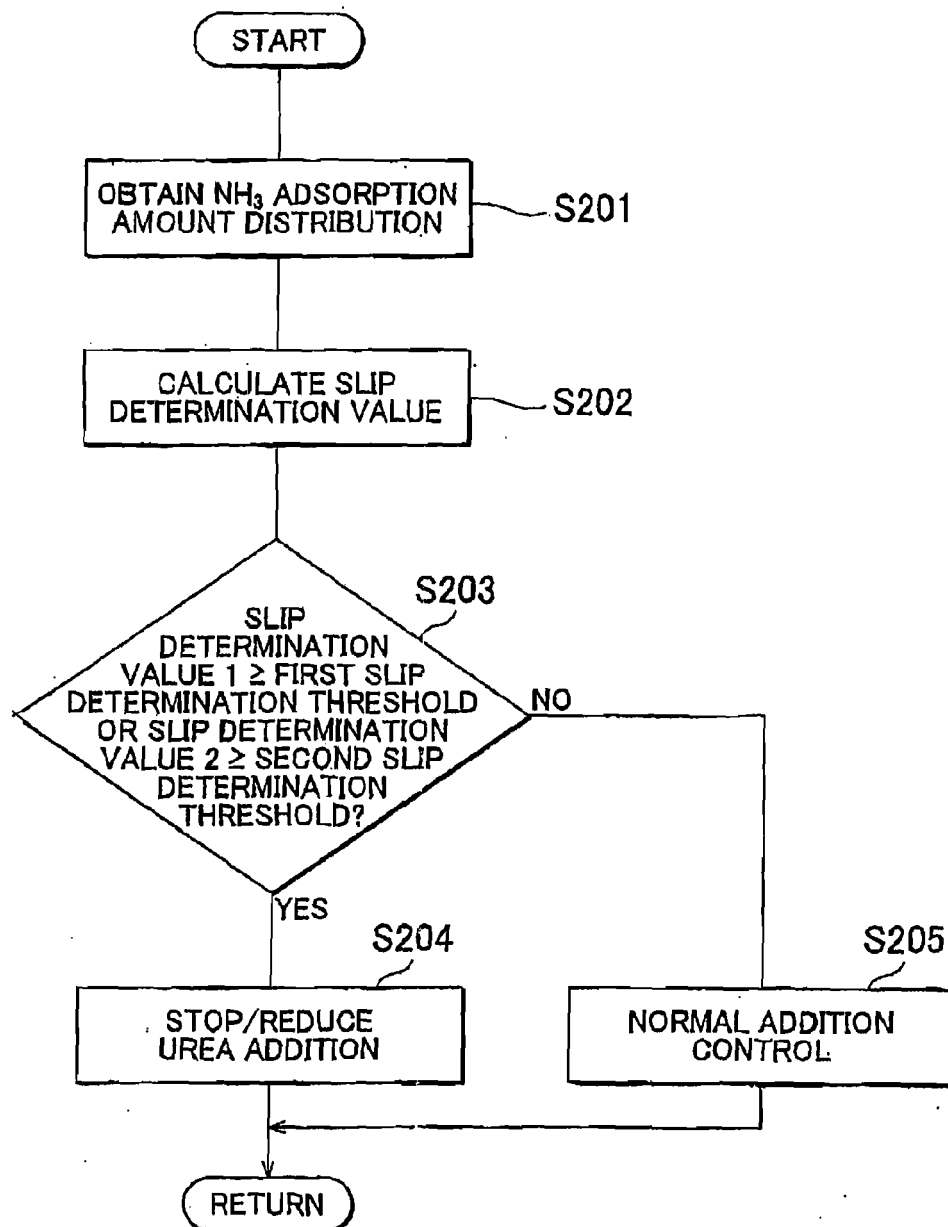 START
OBTAIN NH₃ ADSORPTION
AMOUNT DISTRIBUTION
S201
CALCULATE SLIP
DETERMINATION VALUE
S202
S203
SLIP
DETERMINATION
VALUE 1 ≥ FIRST SLIP
DETERMINATION THRESHOLD
OR SLIP DETERMINATION
VALUE 2 ≥ SECOND SLIP
DETERMINATION
THRESHOLD?
NO
YES
S204
STOP/REDUCE
UREA ADDITION
S205
NORMAL ADDITION
CONTROL
RETURN